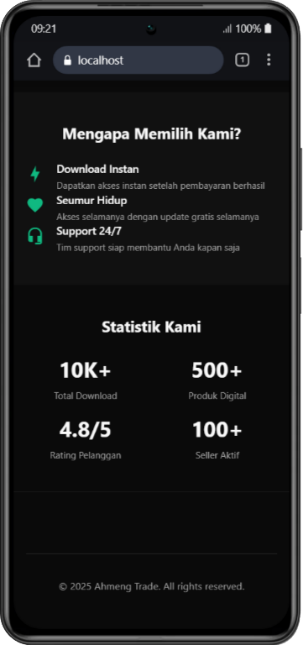 09:21
100%
localhost
1
Mengapa Memilih Kami?
Download Instan
Dapatkan akses instan setelah pembayaran berhasil
Seumur Hidup
Akses selamanya dengan update gratis selamanya
Support 24/7
Tim support siap membantu Anda kapan saja
Statistik Kami
10K+ 500+
Total Download Produk Digital
4.8/5 100+
Rating Pelanggan Seller Aktif
© 2025 Ahmeng Trade. All rights reserved.